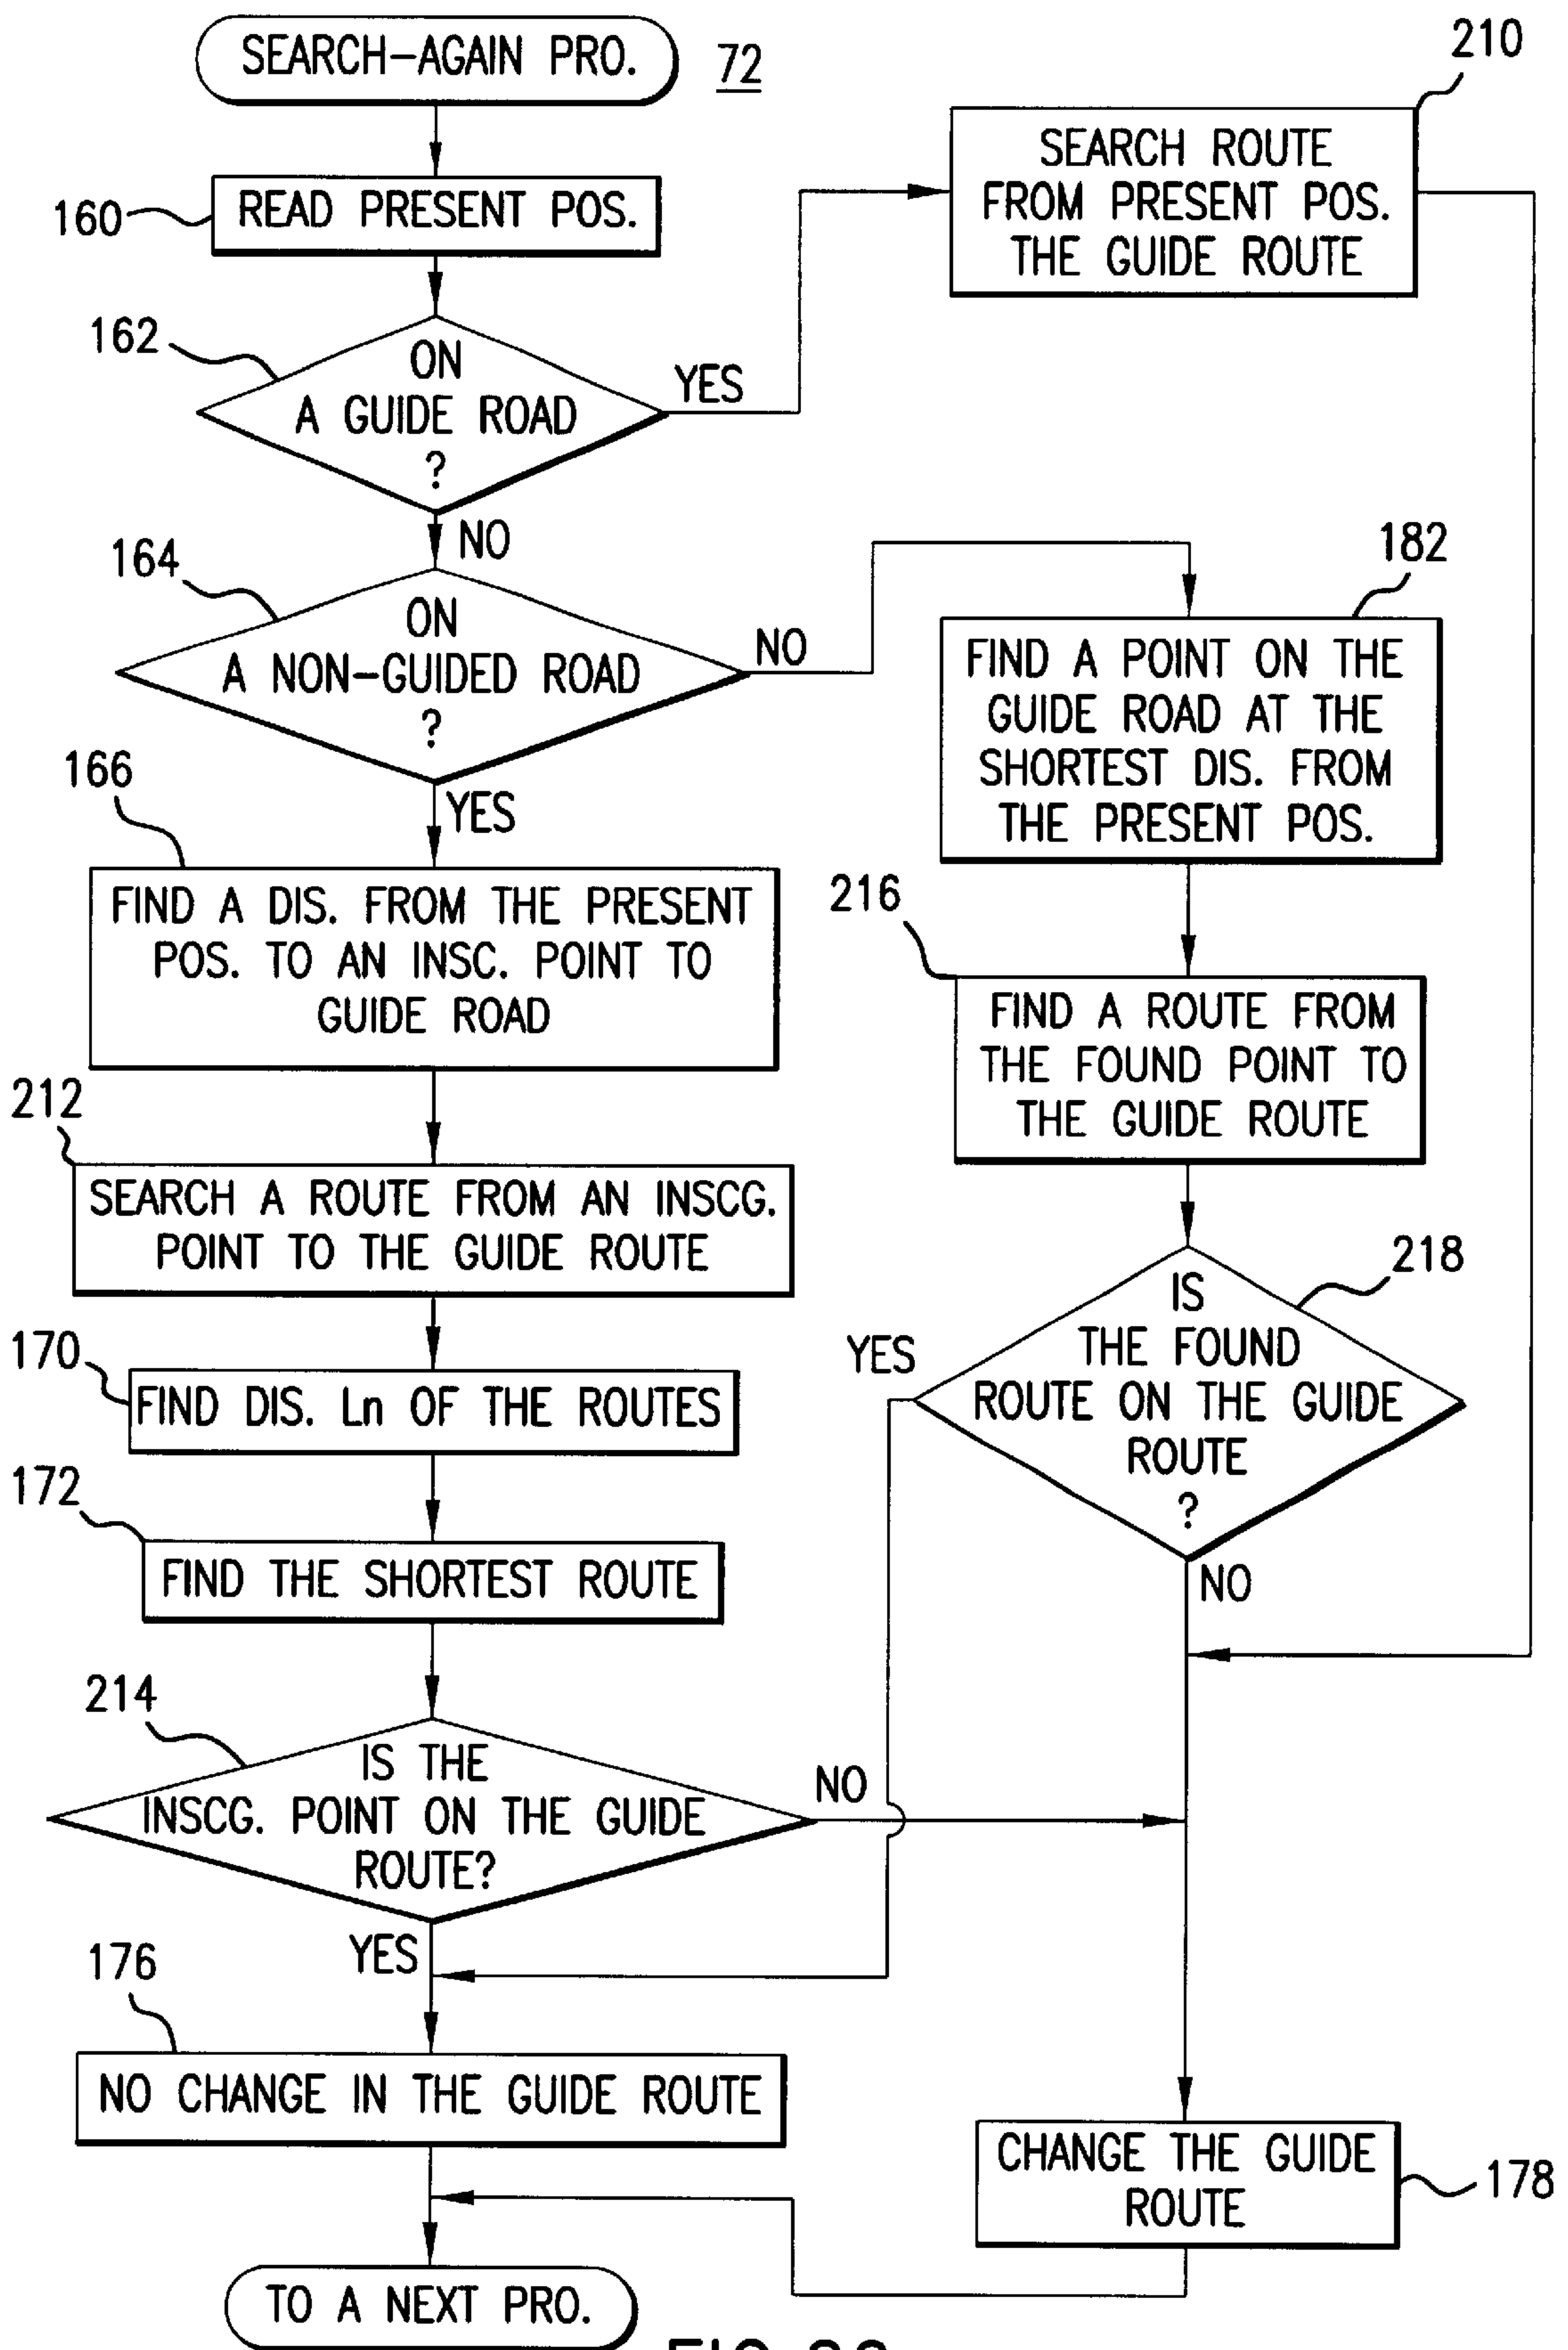 SEARCH-AGAIN PRO.
72
160
READ PRESENT POS.
210
SEARCH ROUTE
FROM PRESENT POS.
THE GUIDE ROUTE
162
ON
A GUIDE ROAD
?
YES
NO
164
ON
A NON-GUIDED ROAD
?
NO
YES
182
FIND A POINT ON THE
GUIDE ROAD AT THE
SHORTEST DIS. FROM
THE PRESENT POS.
166
FIND A DIS. FROM THE PRESENT
POS. TO AN INSC. POINT TO
GUIDE ROAD
216
FIND A ROUTE FROM
THE FOUND POINT TO
THE GUIDE ROUTE
212
SEARCH A ROUTE FROM AN INSCG.
POINT TO THE GUIDE ROUTE
218
IS
THE FOUND
ROUTE ON THE GUIDE
ROUTE
?
YES
NO
170
FIND DIS. Ln OF THE ROUTES
172
FIND THE SHORTEST ROUTE
214
IS THE
INSCG. POINT ON THE GUIDE
ROUTE?
NO
YES
176
NO CHANGE IN THE GUIDE ROUTE
CHANGE THE GUIDE
ROUTE
178
TO A NEXT PRO.